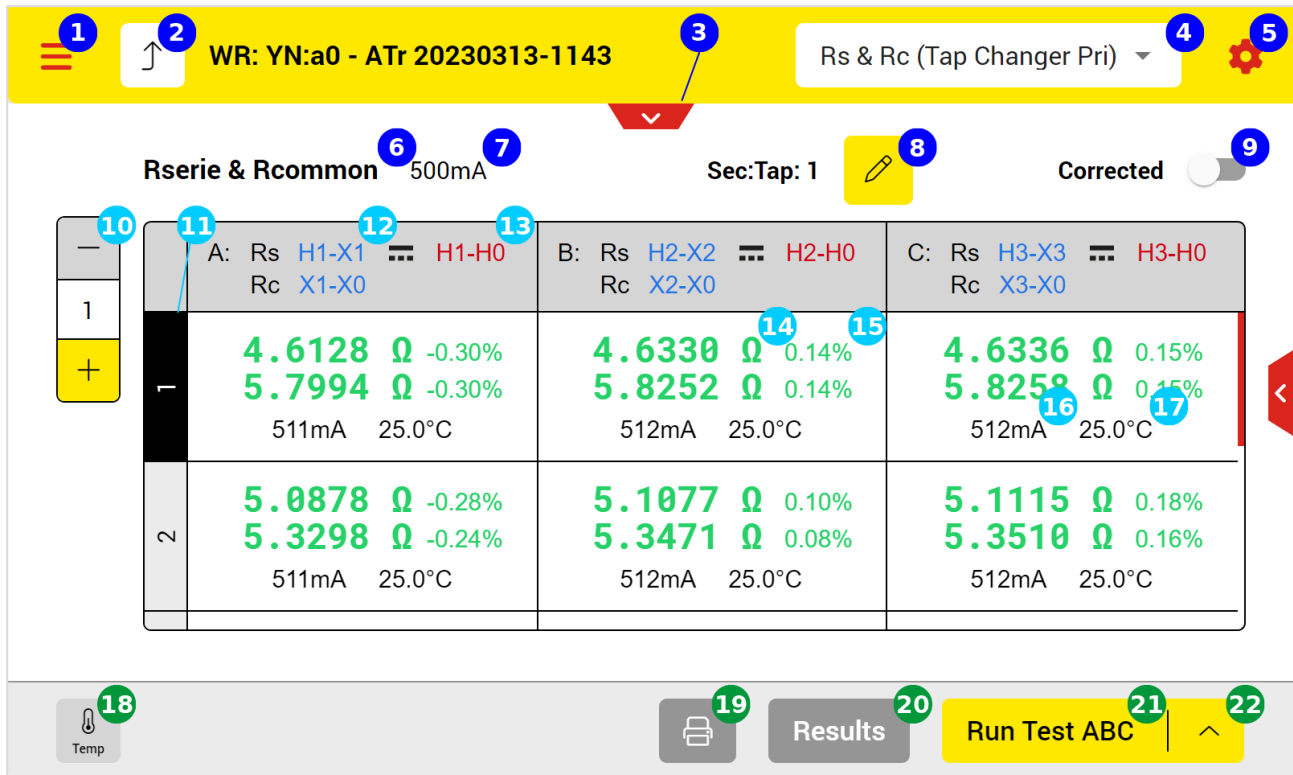 1 2 3 4 5
WR: YN:a0 - ATr 20230313-1143 Rs & Rc (Tap Changer Pri)
6 7 8 9
Rserie & Rcommon 500mA Sec:Tap: 1 Corrected
10 11 12 13
A: Rs H1-X1 H1-H0 B: Rs H2-X2 H2-H0 C: Rs H3-X3 H3-H0
Rc X1-X0 Rc X2-X0 Rc X3-X0
1
14 15
4.6128 Ω -0.30% 4.6330 Ω 0.14% 4.6336 Ω 0.15%
1 5.7994 Ω -0.30% 5.8252 Ω 0.14% 5.8258 Ω 0.15%
16 17
511mA 25.0°C 512mA 25.0°C 512mA 25.0°C
5.0878 Ω -0.28% 5.1077 Ω 0.10% 5.1115 Ω 0.18%
2 5.3298 Ω -0.24% 5.3471 Ω 0.08% 5.3510 Ω 0.16%
511mA 25.0°C 512mA 25.0°C 512mA 25.0°C
18 19 20 21 22
Temp Results Run Test ABC